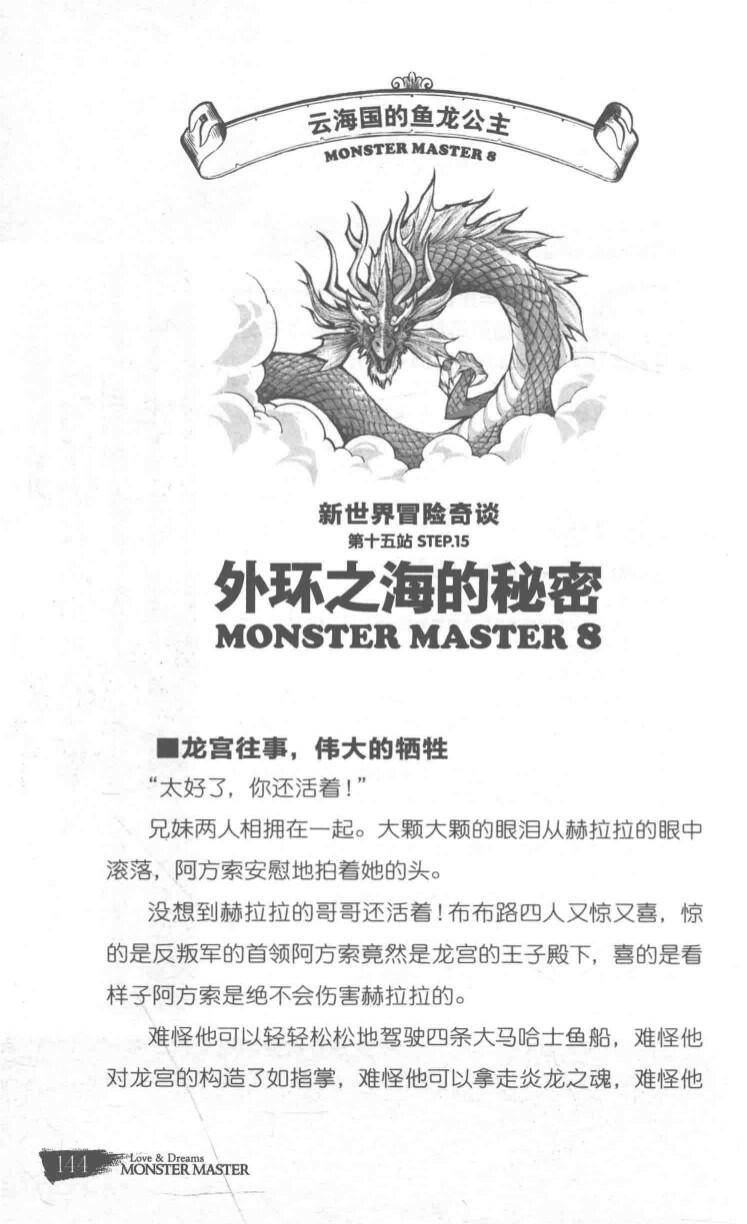 云海国的鱼龙公主
MONSTER MASTER 8
新世界冒险奇谈
第十五站 STEP.15
外环之海的秘密
MONSTER MASTER 8
■龙宫往事，伟大的牺牲
“太好了，你还活着！”
兄妹两人相拥在一起。大颗大颗的眼泪从赫拉拉的眼中
滚落，阿方索安慰地拍着她的头。
没想到赫拉拉的哥哥还活着！布布路四人又惊又喜，惊
的是反叛军的首领阿方索竟然是龙宫的王子殿下，喜的是看
样子阿方索是绝不会伤害赫拉拉的。
难怪他可以轻轻松松地驾驶四条大马哈士鱼船，难怪他
对龙宫的构造了如指掌，难怪他可以拿走炎龙之魂，难怪他
144
Love & Dreams
MONSTER MASTER